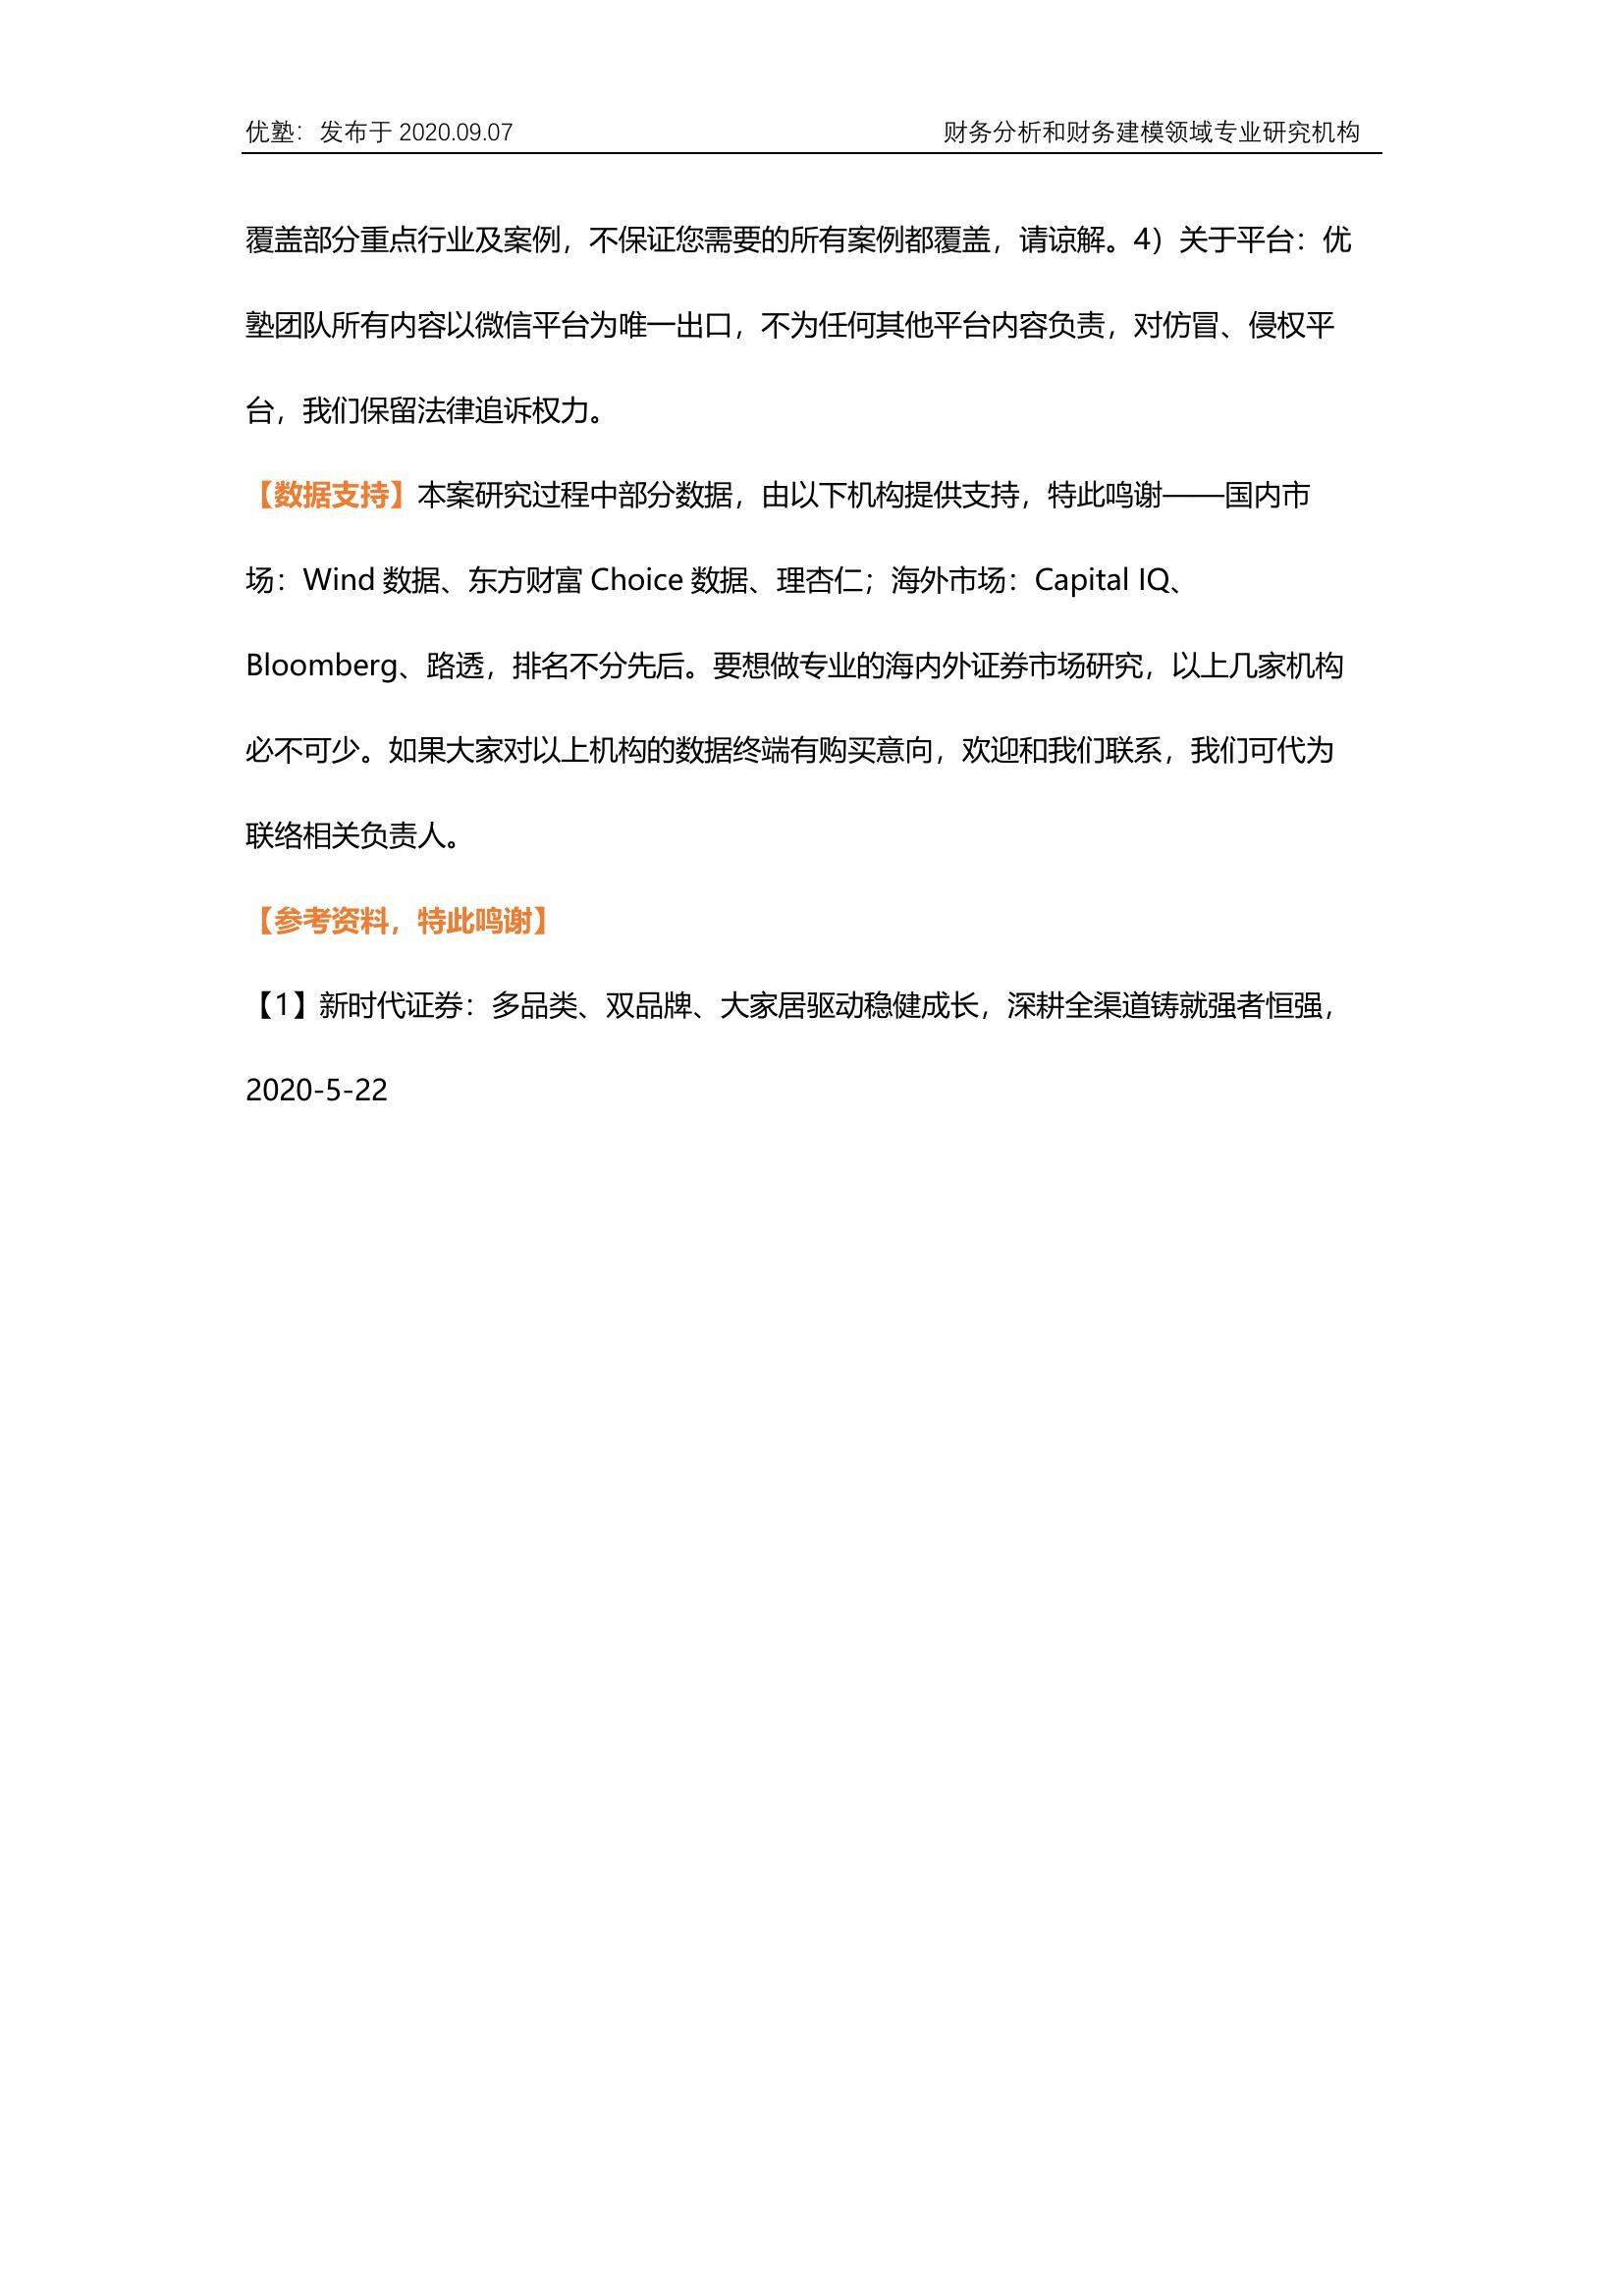 优塾：发布于 2020.09.07 财务分析和财务建模领域专业研究机构
覆盖部分重点行业及案例，不保证您需要的所有案例都覆盖，请谅解。4）关于平台：优
塾团队所有内容以微信平台为唯一出口，不为任何其他平台内容负责，对仿冒、侵权平
台，我们保留法律追诉权力。
【数据支持】本案研究过程中部分数据，由以下机构提供支持，特此鸣谢——国内市
场：Wind 数据、东方财富 Choice 数据、理杏仁；海外市场：Capital IQ、
Bloomberg、路透，排名不分先后。要想做专业的海内外证券市场研究，以上几家机构
必不可少。如果大家对以上机构的数据终端有购买意向，欢迎和我们联系，我们可代为
联络相关负责人。
【参考资料，特此鸣谢】
【1】新时代证券：多品类、双品牌、大家居驱动稳健成长，深耕全渠道铸就强者恒强，
2020-5-22